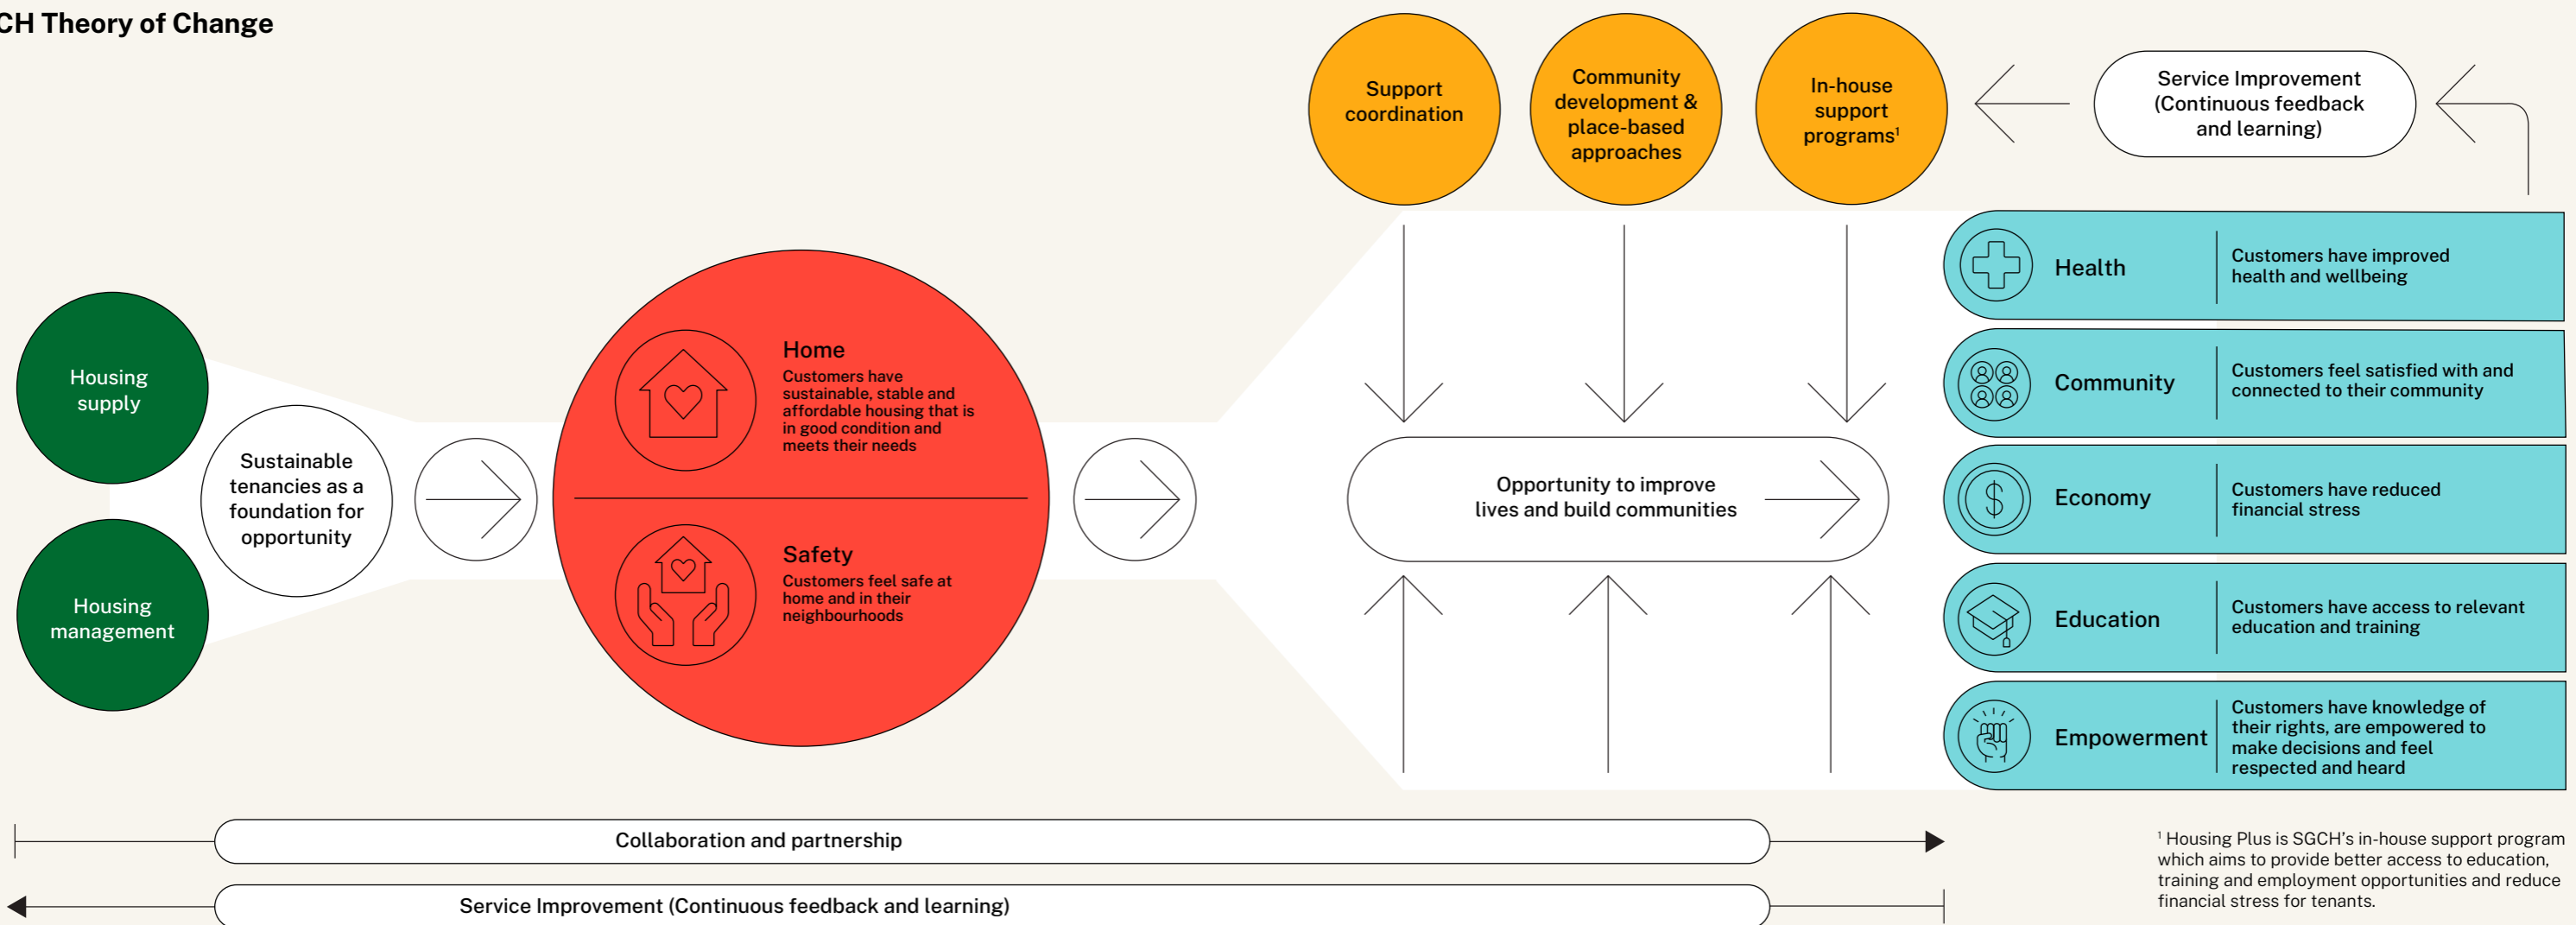 CH Theory of Change
Support
coordination
Community
development &
place-based
approaches
In-house
support
programs¹
Service Improvement
(Continuous feedback
and learning)
Housing
supply
Housing
management
Sustainable
tenancies as a
foundation for
opportunity
Home
Customers have
sustainable, stable and
affordable housing that is
in good condition and
meets their needs
Safety
Customers feel safe at
home and in their
neighbourhoods
Opportunity to improve
lives and build communities
Health
Customers have improved
health and wellbeing
Community
Customers feel satisfied with and
connected to their community
Economy
$
Customers have reduced
financial stress
Education
Customers have access to relevant
education and training
Empowerment
Customers have knowledge of
their rights, are empowered to
make decisions and feel
respected and heard
Collaboration and partnership
Service Improvement (Continuous feedback and learning)
¹ Housing Plus is SGCH’s in-house support program
which aims to provide better access to education,
training and employment opportunities and reduce
financial stress for tenants.